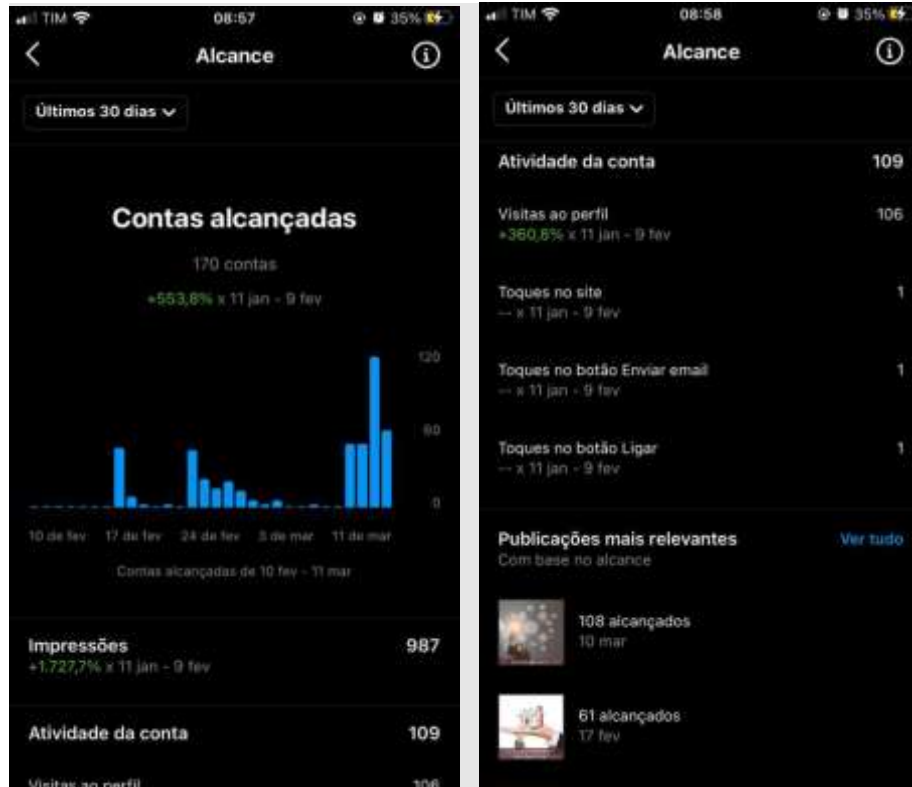 TIM 08:57 35%
Alcance
Últimos 30 dias
Contas alcançadas
170 contas
+553,8% x 11 jan - 9 fev
120
60
0
10 de fev 17 de fev 24 de fev 3 de mar 11 de mar
Contas alcançadas de 10 fev - 11 mar
Impressões 987
+1.727,7% x 11 jan - 9 fev
Atividade da conta 109
Visitas ao perfil 106
TIM 08:58 35%
Alcance
Últimos 30 dias
Atividade da conta 109
Visitas ao perfil 106
+360,8% x 11 jan - 9 fev
Toques no site 1
-- x 11 jan - 9 fev
Toques no botão Enviar email 1
-- x 11 jan - 9 fev
Toques no botão Ligar 1
-- x 11 jan - 9 fev
Publicações mais relevantes Ver tudo
Com base no alcance
108 alcançados
10 mar
61 alcançados
17 fev